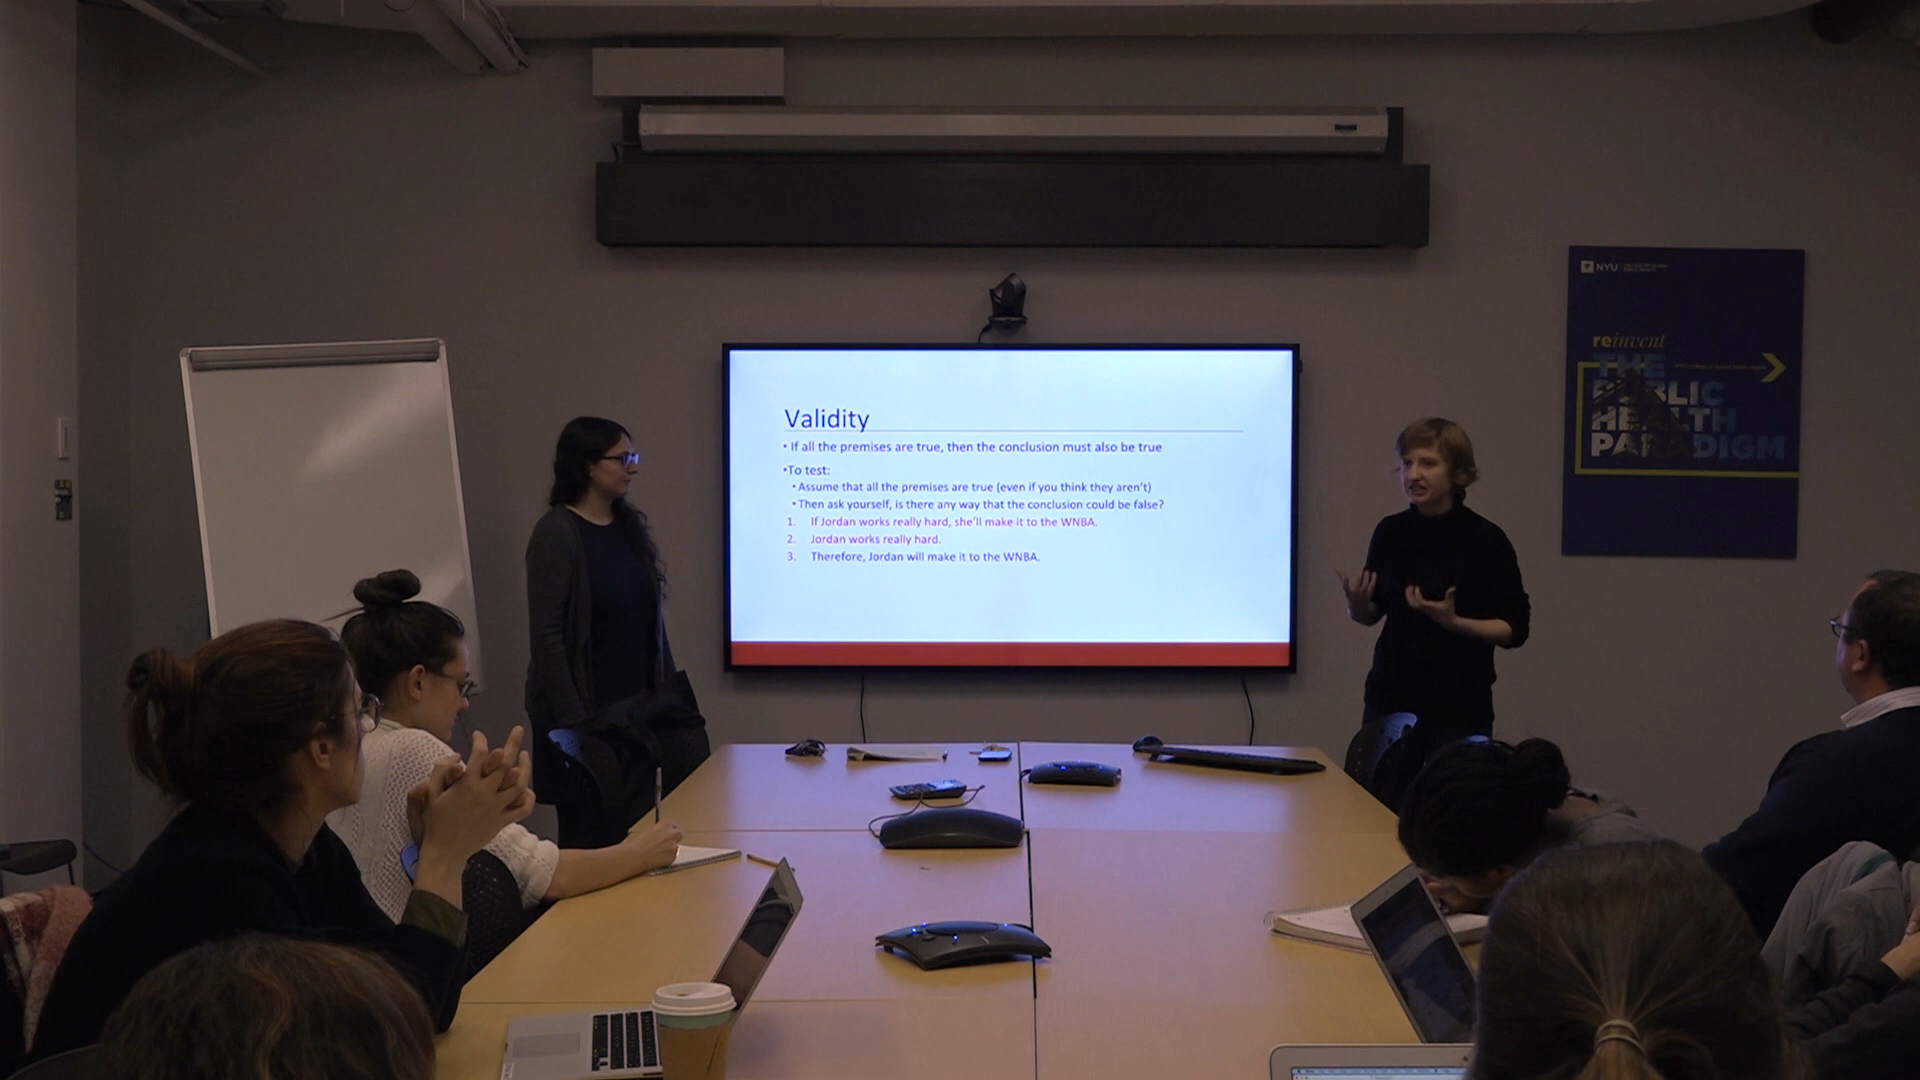 Validity
• If all the premises are true, then the conclusion must also be true
•To test:
• Assume that all the premises are true (even if you think they aren't)
• Then ask yourself, is there any way that the conclusion could be false?
1. If Jordan works really hard, she'll make it to the WNBA.
2. Jordan works really hard.
3. Therefore, Jordan will make it to the WNBA.
NYU
reinvent
THE
PUBLIC
HEALTH
PARADIGM